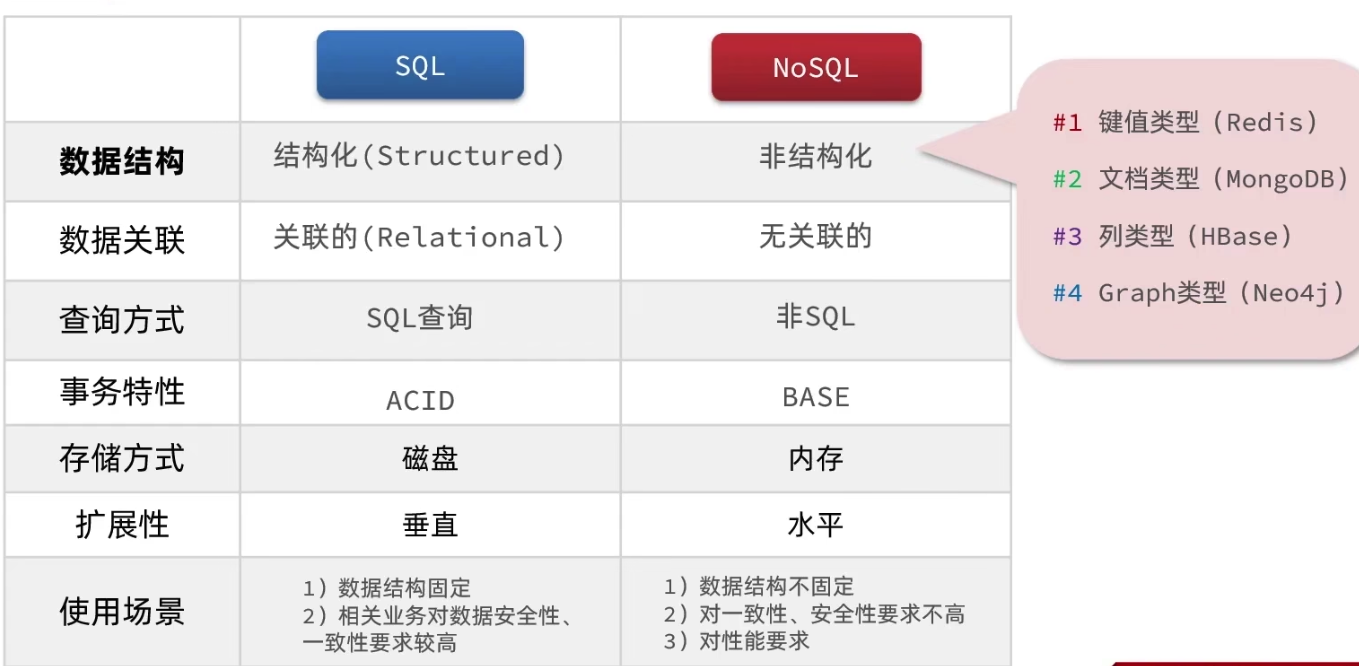 SQL
NoSQL
数据结构
结构化(Structured)
非结构化
数据关联
关联的(Relational)
无关联的
查询方式
SQL查询
非SQL
事务特性
ACID
BASE
存储方式
磁盘
内存
扩展性
垂直
水平
使用场景
1) 数据结构固定
2) 相关业务对数据安全性、
一致性要求较高
1) 数据结构不固定
2) 对一致性、安全性要求不高
3) 对性能要求
#1 键值类型 (Redis)
#2 文档类型 (MongoDB)
#3 列类型 (HBase)
#4 Graph类型 (Neo4j)